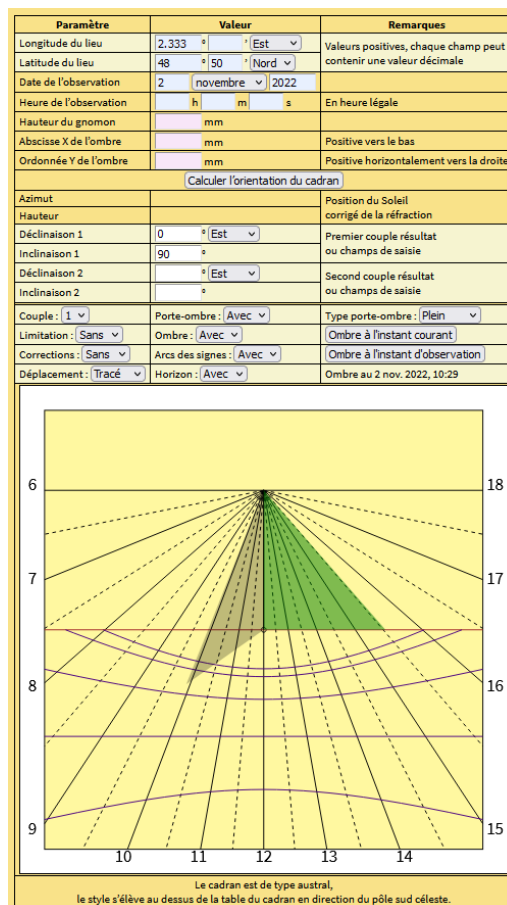 Paramètre Valeur Remarques
Longitude du lieu 2.333 ° ' Est Valeurs positives, chaque champ peut
Latitude du lieu 48 ° 50 ' Nord contenir une valeur décimale
Date de l'observation 2 novembre 2022
Heure de l'observation h m s En heure légale
Hauteur du gnomon mm
Abscisse X de l'ombre mm Positive vers le bas
Ordonnée Y de l'ombre mm Positive horizontalement vers la droite
Calculer l'orientation du cadran
Azimut Position du Soleil
Hauteur corrigé de la réfraction
Déclinaison 1 0 ° Est Premier couple résultat
Inclinaison 1 90 ° ou champs de saisie
Déclinaison 2 ° Est Second couple résultat
Inclinaison 2 ° ou champs de saisie
Couple : 1 Porte-ombre : Avec Type porte-ombre : Plein
Limitation : Sans Ombre : Avec Ombre à l'instant courant
Corrections : Sans Arcs des signes : Avec Ombre à l'instant d'observation
Déplacement : Tracé Horizon : Avec Ombre au 2 nov. 2022, 10:29
6 18
7 17
8 16
9 15
10 11 12 13 14
Le cadran est de type austral,
le style s'élève au dessus de la table du cadran en direction du pôle sud céleste.